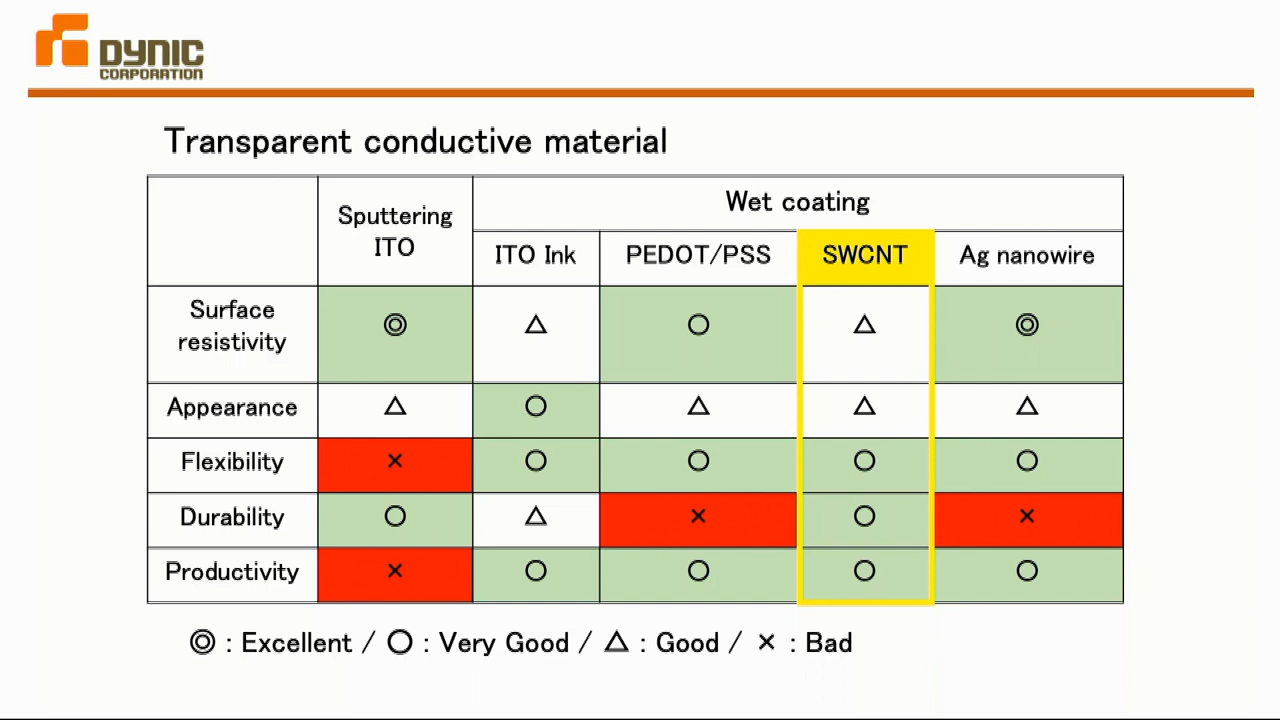 DYNIC
CORPORATION
Transparent conductive material
Sputtering
ITO
Wet coating
ITO Ink PEDOT/PSS SWCNT Ag nanowire
Surface
resistivity
◎ △ ○ △ ◎
Appearance △ ○ △ △ △
Flexibility × ○ ○ ○ ○
Durability ○ △ × ○ ×
Productivity × ○ ○ ○ ○
◎ : Excellent / ○ : Very Good / △ : Good / × : Bad